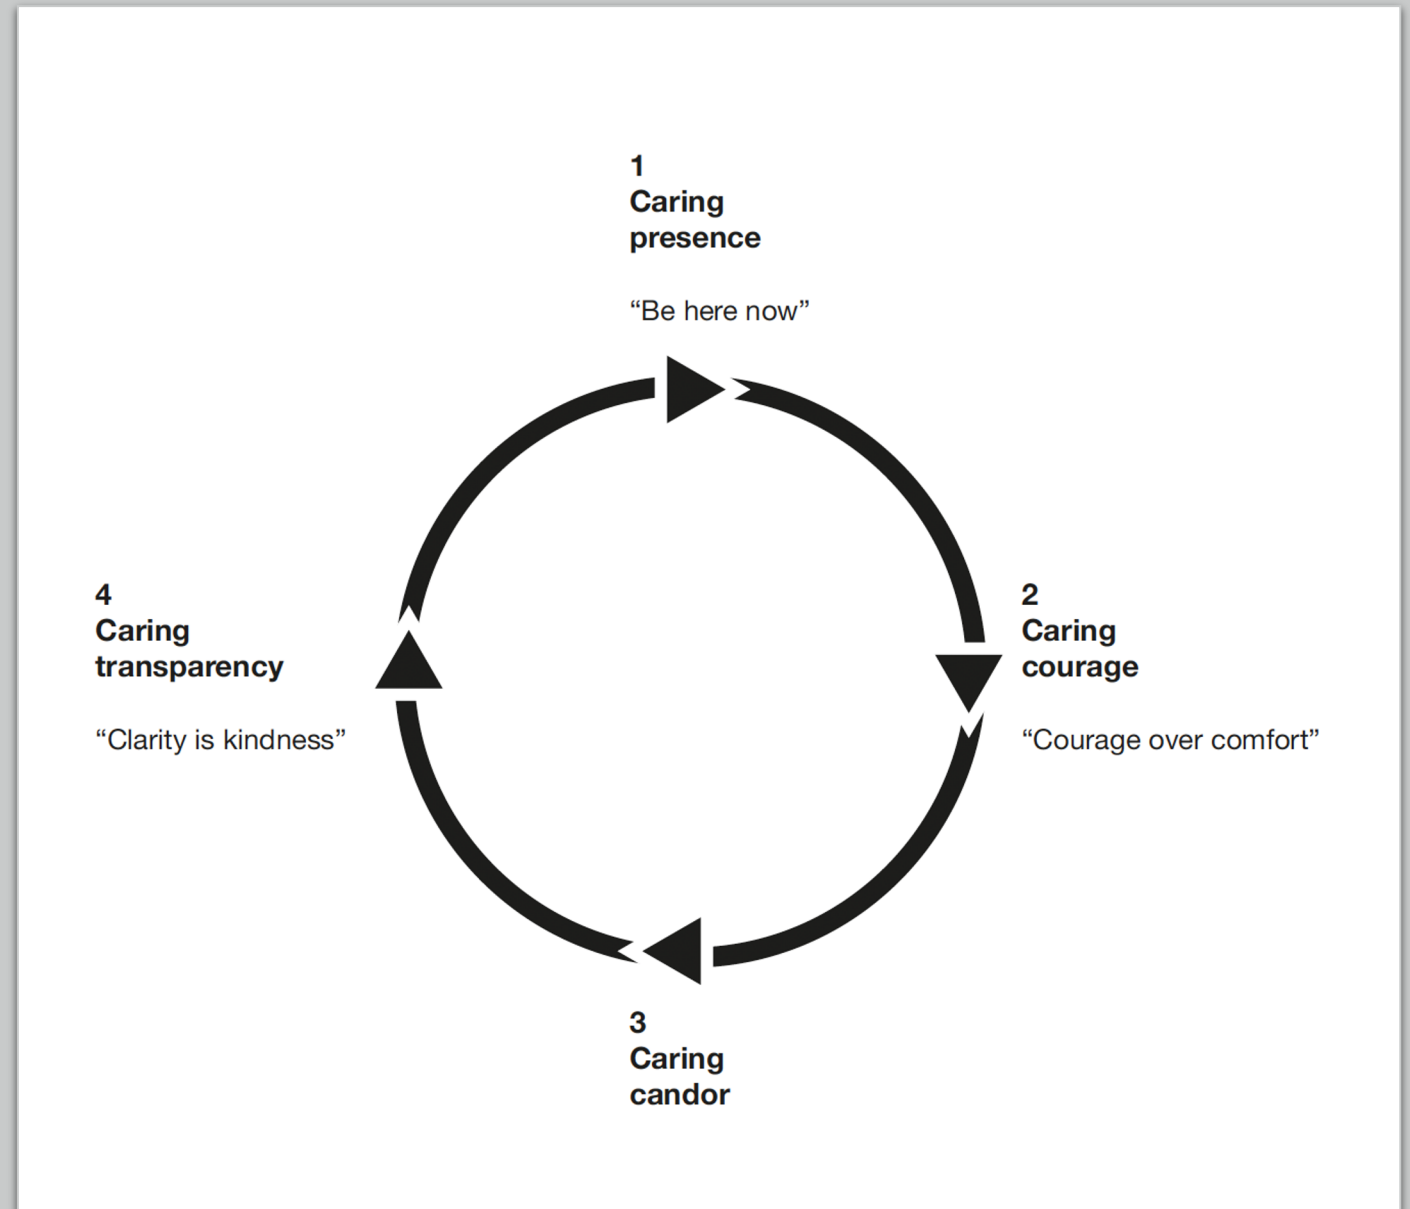 1
Caring
presence
“Be here now”
2
Caring
courage
“Courage over comfort”
3
Caring
candor
4
Caring
transparency
“Clarity is kindness”